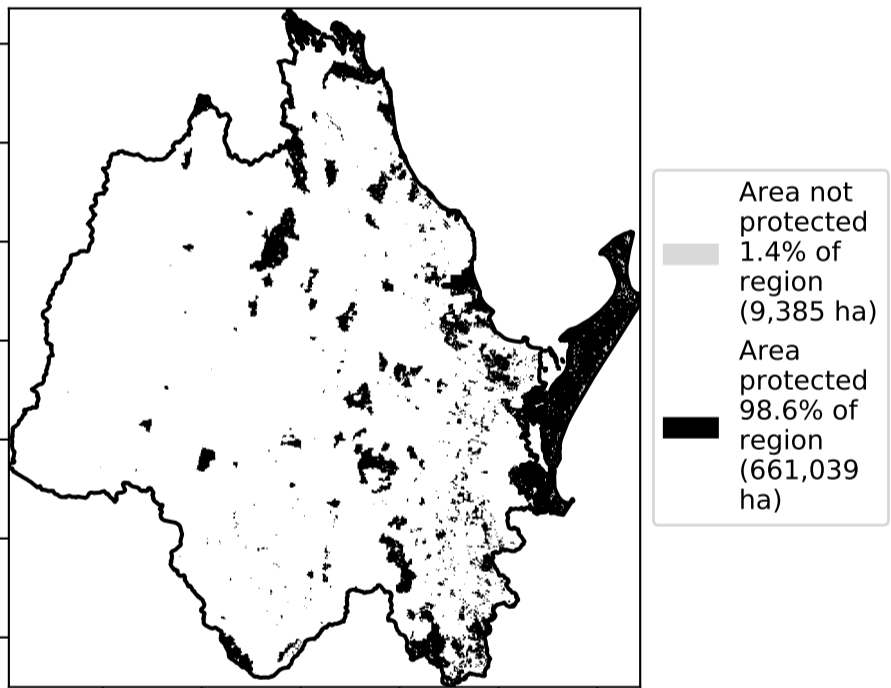 Area not
protected
1.4% of
region
(9,385 ha)
Area
protected
98.6% of
region
(661,039
ha)